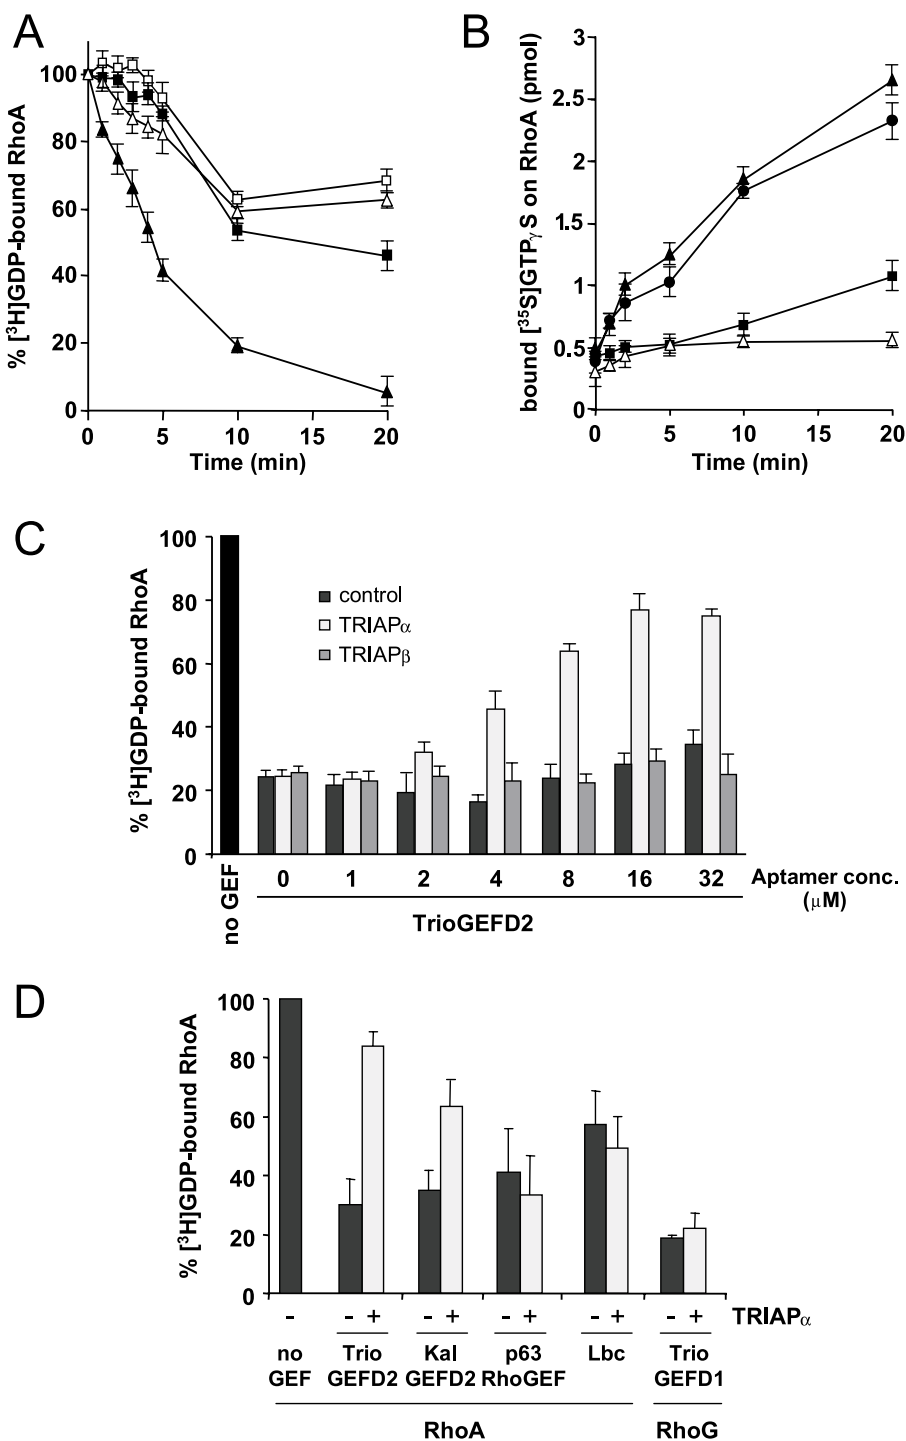 A
% [³H]GDP-bound RhoA
100
80
60
40
20
0
0 5 10 15 20
Time (min)
B
bound [³⁵S]GTPγS on RhoA (pmol)
3
2.5
2
1.5
1
0.5
0
0 5 10 15 20
Time (min)
C
% [³H]GDP-bound RhoA
100
80
60
40
20
0
control
TRIAPα
TRIAPβ
no GEF
0 1 2 4 8 16 32 Aptamer conc.
(μM)
TrioGEFD2
D
% [³H]GDP-bound RhoA
100
80
60
40
20
0
- - + - + - + - + - + TRIAPα
no Trio Kal p63 Lbc Trio
GEF GEFD2 GEFD2 RhoGEF GEFD1
RhoA RhoG